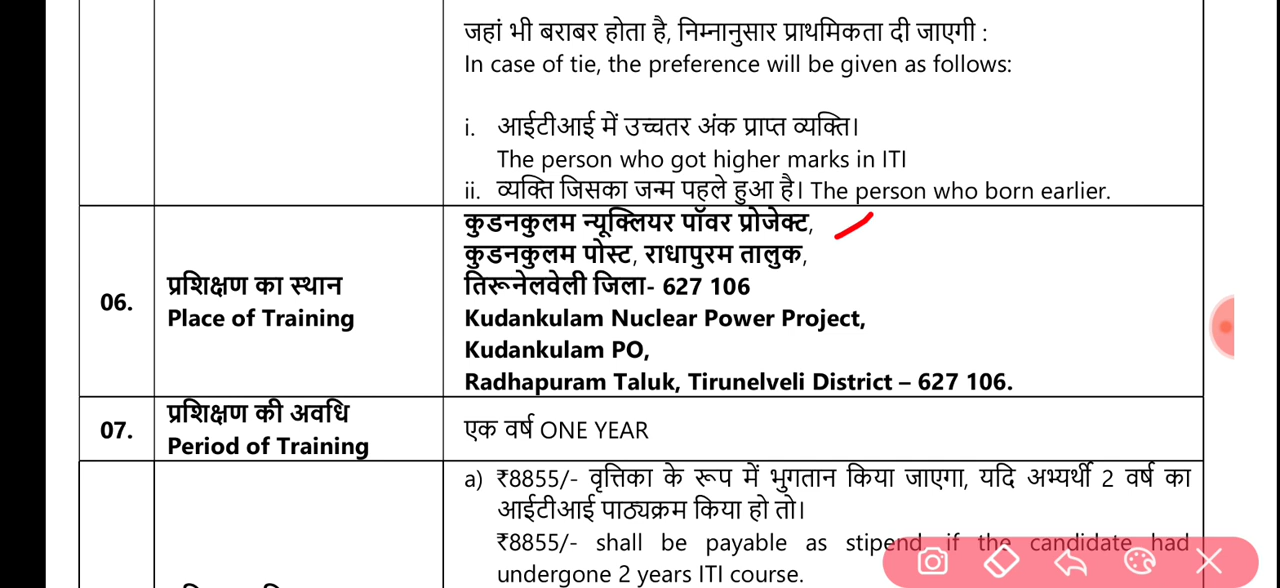 जहां भी बराबर होता है, निम्नानुसार प्राथमिकता दी जाएगी :
In case of tie, the preference will be given as follows:
i. आईटीआई में उच्चतर अंक प्राप्त व्यक्ति।
The person who got higher marks in ITI
ii. व्यक्ति जिसका जन्म पहले हुआ है। The person who born earlier.
06.
प्रशिक्षण का स्थान
Place of Training
कुडनकुलम न्यूक्लियर पॉवर प्रोजेक्ट,
कुडनकुलम पोस्ट, राधापुरम तालुक,
तिरूनेलवेली जिला- 627 106
Kudankulam Nuclear Power Project,
Kudankulam PO,
Radhapuram Taluk, Tirunelveli District – 627 106.
07.
प्रशिक्षण की अवधि
Period of Training
एक वर्ष ONE YEAR
a) ₹8855/- वृत्तिका के रूप में भुगतान किया जाएगा, यदि अभ्यर्थी 2 वर्ष का
आईटीआई पाठ्यक्रम किया हो तो।
₹8855/- shall be payable as stipend if the candidate had
undergone 2 years ITI course.